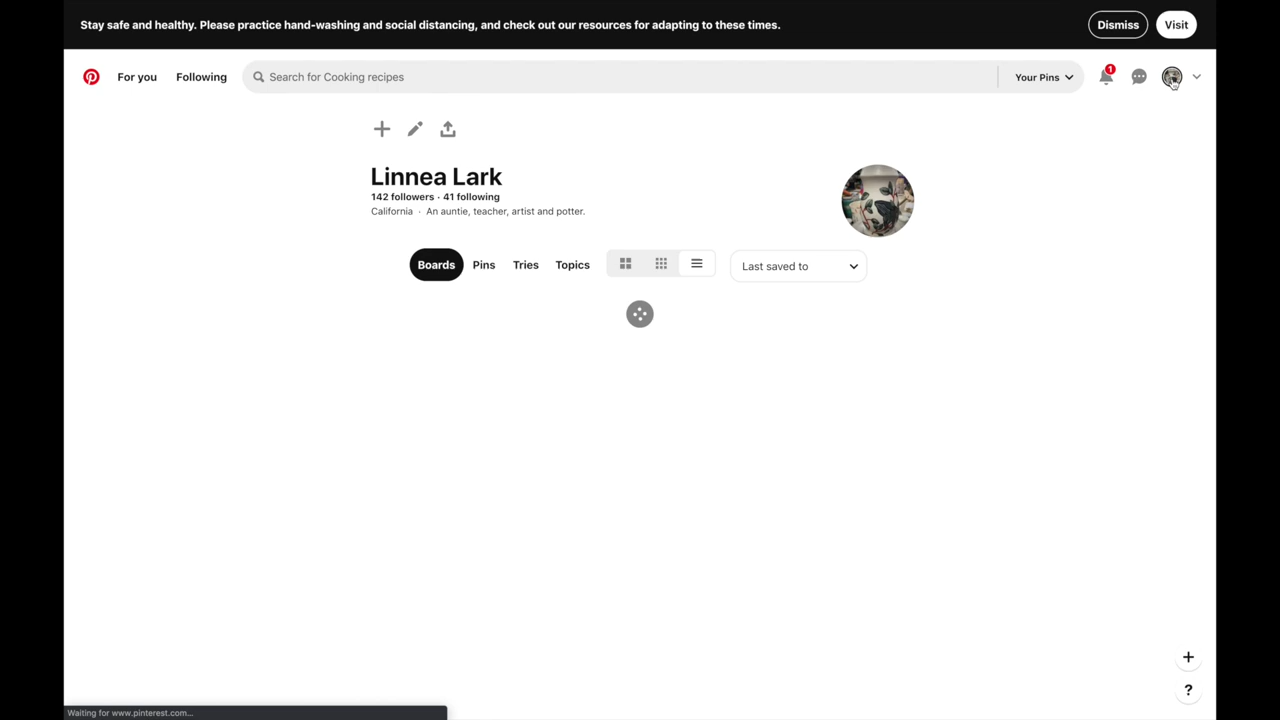 Stay safe and healthy. Please practice hand-washing and social distancing, and check out our resources for adapting to these times.
Dismiss
Visit
For you
Following
Search for Cooking recipes
Your Pins
1
Linnea Lark
142 followers · 41 following
California · An auntie, teacher, artist and potter.
Boards
Pins
Tries
Topics
Last saved to
+
?
Waiting for www.pinterest.com...